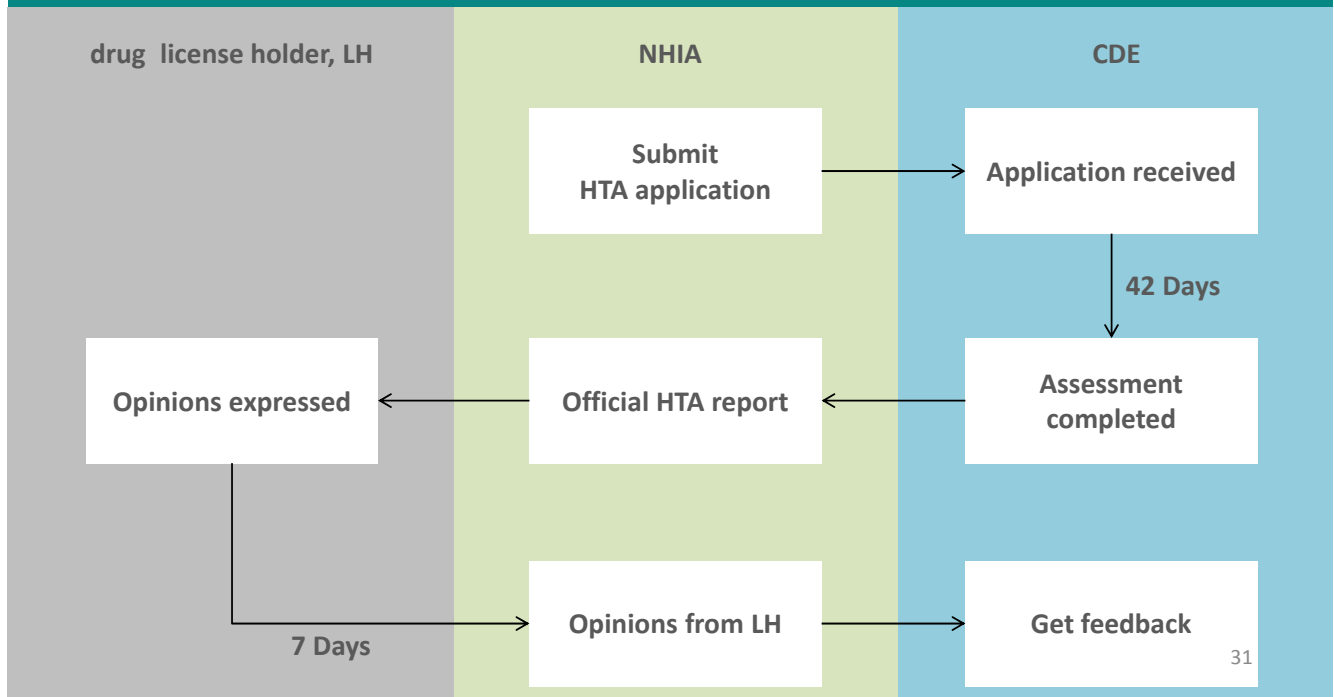 drug license holder, LH
NHIA
CDE
Submit
HTA application
Application received
42 Days
Opinions expressed
Official HTA report
Assessment
completed
7 Days
Opinions from LH
Get feedback
31